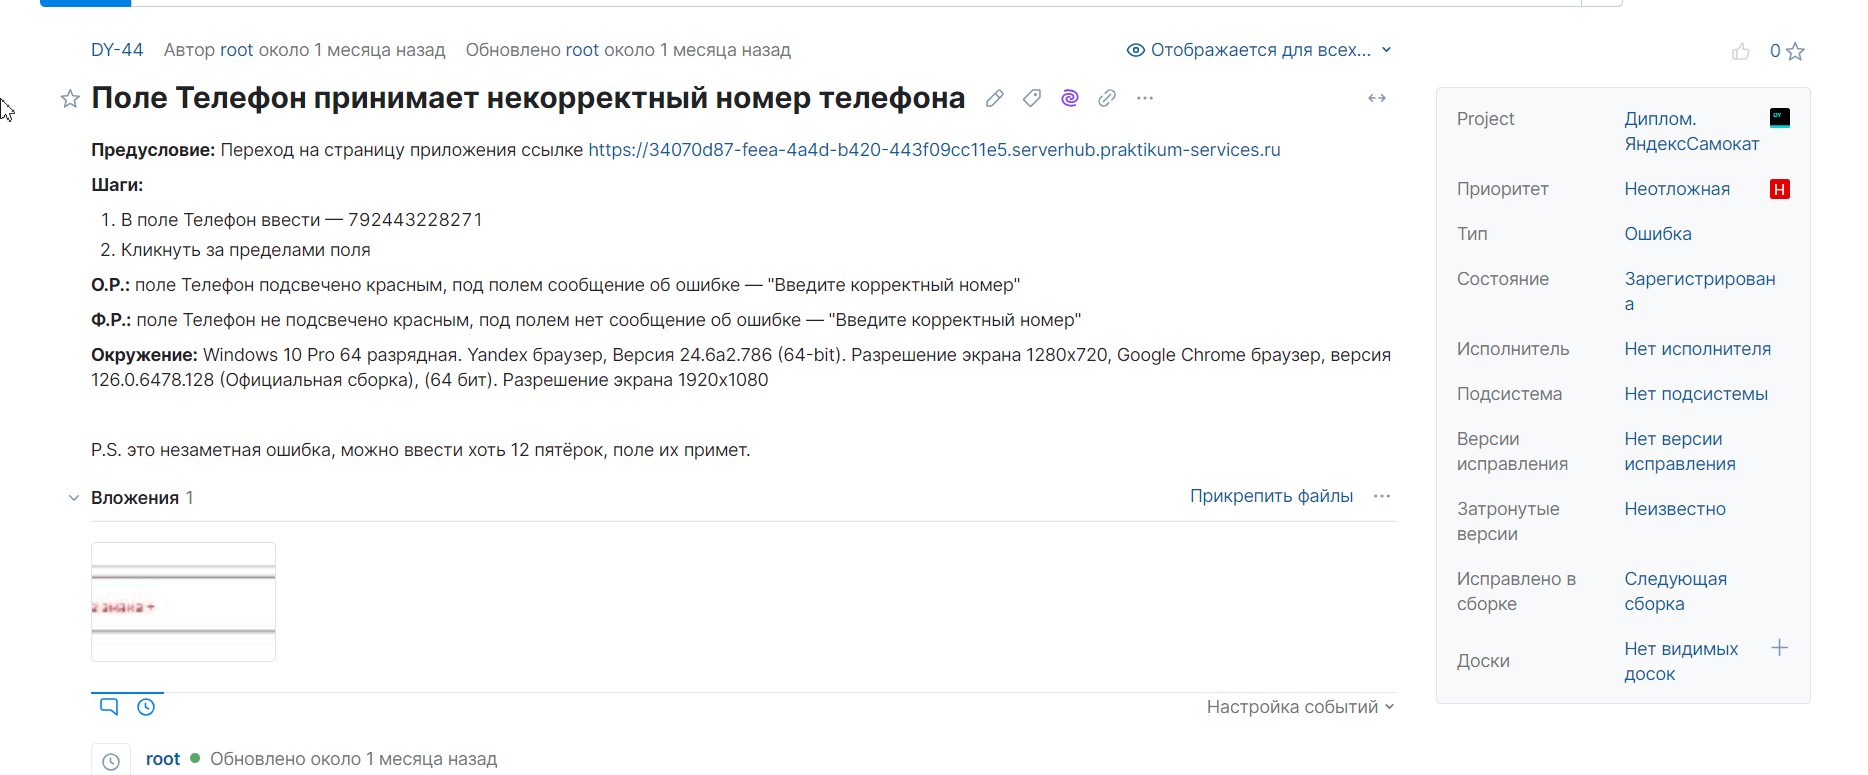 DY-44 Автор root около 1 месяца назад Обновлено root около 1 месяца назад Отображается для всех...
0
Поле Телефон принимает некорректный номер телефона
Предусловие: Переход на страницу приложения ссылке https://34070d87-feea-4a4d-b420-443f09cc11e5.serverhub.praktikum-services.ru
Шаги:
1. В поле Телефон ввести — 792443228271
2. Кликнуть за пределами поля
О.Р.: поле Телефон подсвечено красным, под полем сообщение об ошибке — "Введите корректный номер"
Ф.Р.: поле Телефон не подсвечено красным, под полем нет сообщение об ошибке — "Введите корректный номер"
Окружение: Windows 10 Pro 64 разрядная. Yandex браузер, Версия 24.6a2.786 (64-bit). Разрешение экрана 1280x720, Google Chrome браузер, версия
126.0.6478.128 (Официальная сборка), (64 бит). Разрешение экрана 1920x1080
P.S. это незаметная ошибка, можно ввести хоть 12 пятёрок, поле их примет.
Вложения 1
Прикрепить файлы
а знака +
Настройка событий
root Обновлено около 1 месяца назад
Project Диплом.
ЯндексСамокат
DY
Приоритет Неотложная Н
Тип Ошибка
Состояние Зарегистрирован
а
Исполнитель Нет исполнителя
Подсистема Нет подсистемы
Версии Нет версии
исправления исправления
Затронутые Неизвестно
версии
Исправлено в Следующая
сборке сборка
Доски Нет видимых
досок